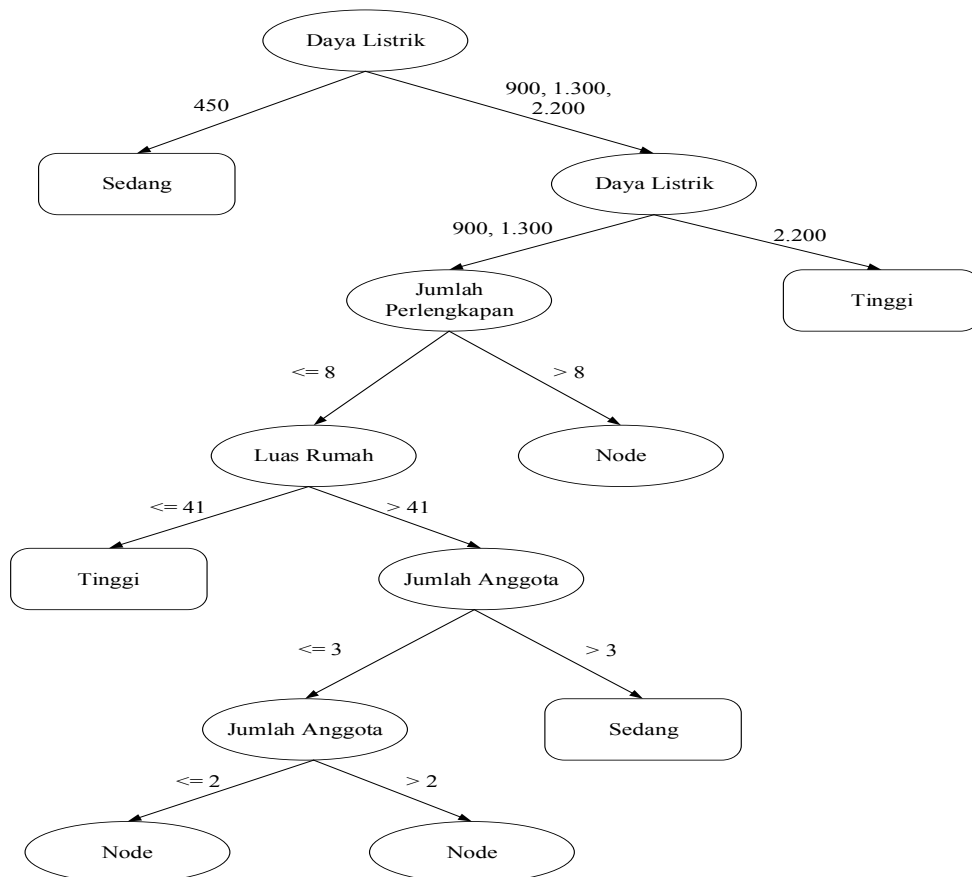 Daya Listrik
450
900, 1.300,
2.200
Sedang
Daya Listrik
900, 1.300
2.200
Jumlah
Perlengkapan
Tinggi
<= 8
> 8
Luas Rumah
Node
<= 41
> 41
Tinggi
Jumlah Anggota
<= 3
> 3
Jumlah Anggota
Sedang
<= 2
> 2
Node
Node